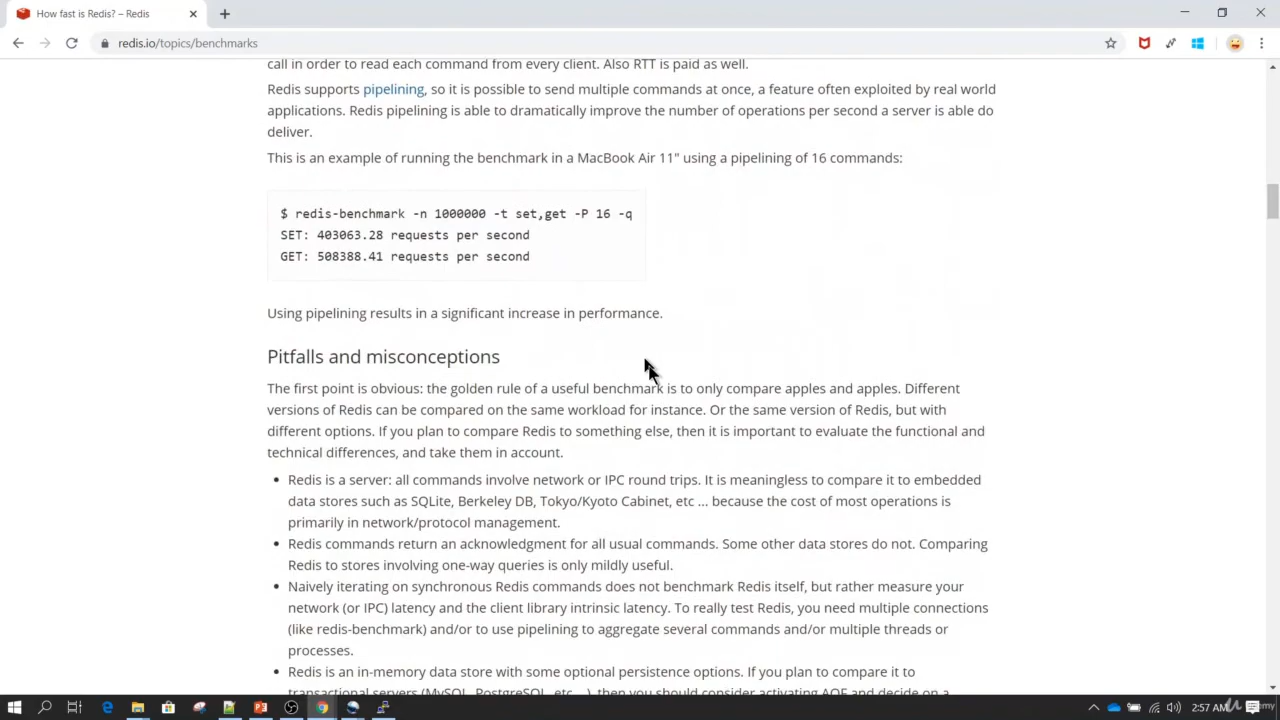 How fast is Redis? – Redis
redis.io/topics/benchmarks
call in order to read each command from every client. Also RTT is paid as well.
Redis supports pipelining, so it is possible to send multiple commands at once, a feature often exploited by real world
applications. Redis pipelining is able to dramatically improve the number of operations per second a server is able do
deliver.
This is an example of running the benchmark in a MacBook Air 11" using a pipelining of 16 commands:
$ redis-benchmark -n 1000000 -t set,get -P 16 -q
SET: 403063.28 requests per second
GET: 508388.41 requests per second
Using pipelining results in a significant increase in performance.
Pitfalls and misconceptions
The first point is obvious: the golden rule of a useful benchmark is to only compare apples and apples. Different
versions of Redis can be compared on the same workload for instance. Or the same version of Redis, but with
different options. If you plan to compare Redis to something else, then it is important to evaluate the functional and
technical differences, and take them in account.
• Redis is a server: all commands involve network or IPC round trips. It is meaningless to compare it to embedded
data stores such as SQLite, Berkeley DB, Tokyo/Kyoto Cabinet, etc ... because the cost of most operations is
primarily in network/protocol management.
• Redis commands return an acknowledgment for all usual commands. Some other data stores do not. Comparing
Redis to stores involving one-way queries is only mildly useful.
• Naively iterating on synchronous Redis commands does not benchmark Redis itself, but rather measure your
network (or IPC) latency and the client library intrinsic latency. To really test Redis, you need multiple connections
(like redis-benchmark) and/or to use pipelining to aggregate several commands and/or multiple threads or
processes.
• Redis is an in-memory data store with some optional persistence options. If you plan to compare it to
transactional servers (MySQL, PostgreSQL, etc ...), then you should consider activating AOF and decide on a
2:57 AM
Udemy